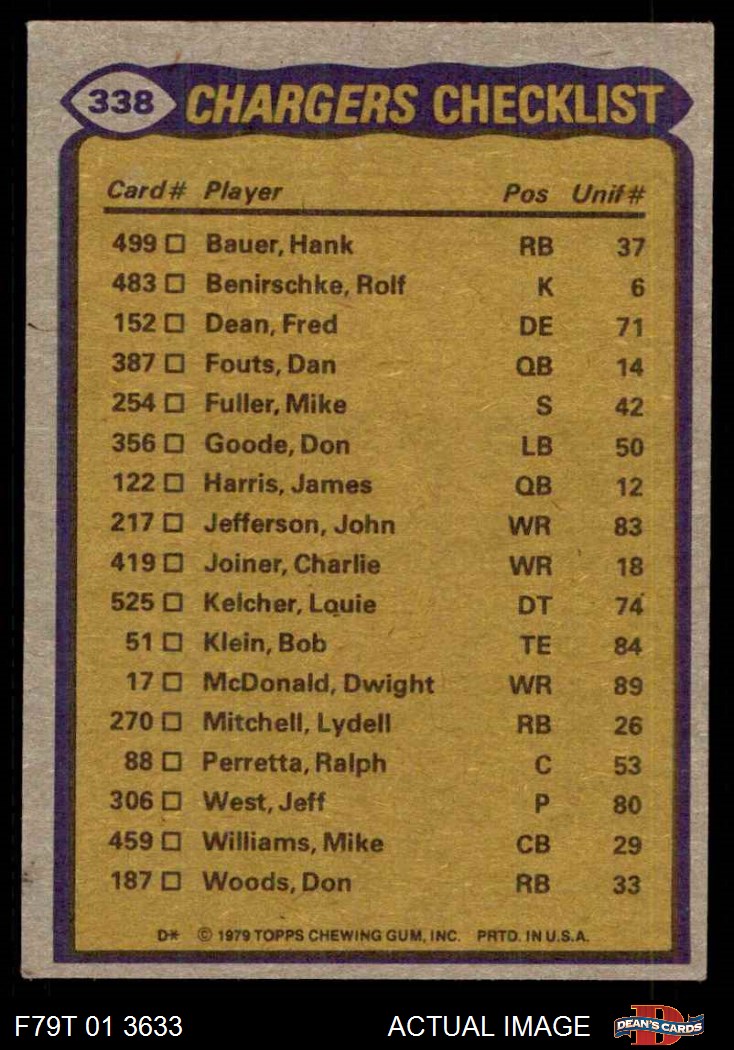 338 CHARGERS CHECKLIST
Card# Player Pos Unif#
499 Bauer, Hank RB 37
483 Benirschke, Rolf K 6
152 Dean, Fred DE 71
387 Fouts, Dan QB 14
254 Fuller, Mike S 42
356 Goode, Don LB 50
122 Harris, James QB 12
217 Jefferson, John WR 83
419 Joiner, Charlie WR 18
525 Kelcher, Louie DT 74
51 Klein, Bob TE 84
17 McDonald, Dwight WR 89
270 Mitchell, Lydell RB 26
88 Perretta, Ralph C 53
306 West, Jeff P 80
459 Williams, Mike CB 29
187 Woods, Don RB 33
D* © 1979 TOPPS CHEWING GUM, INC. PRTD. IN U.S.A.
F79T 01 3633 ACTUAL IMAGE D DEAN'S CARDS